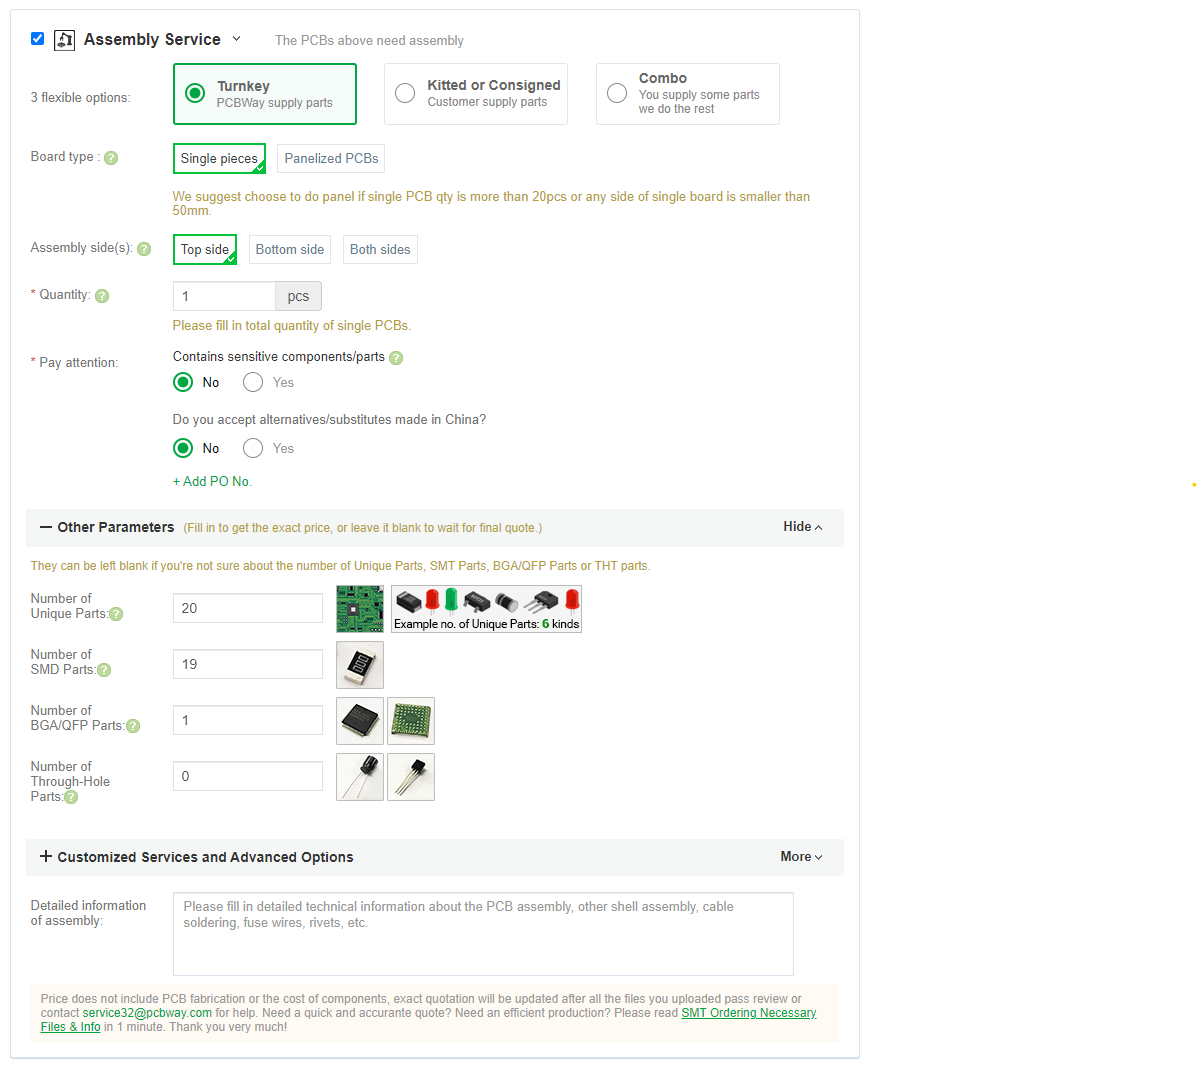 Assembly Service The PCBs above need assembly
3 flexible options:
Turnkey
PCBWay supply parts
Kitted or Consigned
Customer supply parts
Combo
You supply some parts
we do the rest
Board type : ?
Single pieces Panelized PCBs
We suggest choose to do panel if single PCB qty is more than 20pcs or any side of single board is smaller than
50mm.
Assembly side(s): ? Top side Bottom side Both sides
* Quantity: ? 1 pcs
Please fill in total quantity of single PCBs.
* Pay attention: Contains sensitive components/parts ?
No Yes
Do you accept alternatives/substitutes made in China?
No Yes
+ Add PO No.
Other Parameters (Fill in to get the exact price, or leave it blank to wait for final quote.) Hide
They can be left blank if you're not sure about the number of Unique Parts, SMT Parts, BGA/QFP Parts or THT parts.
Number of
Unique Parts: ? 20
Example no. of Unique Parts: 6 kinds
Number of
SMD Parts: ? 19
Number of
BGA/QFP Parts: ? 1
Number of
Through-Hole
Parts: ? 0
Customized Services and Advanced Options More
Detailed information
of assembly:
Please fill in detailed technical information about the PCB assembly, other shell assembly, cable
soldering, fuse wires, rivets, etc.
Price does not include PCB fabrication or the cost of components, exact quotation will be updated after all the files you uploaded pass review or
contact service32@pcbway.com for help. Need a quick and accurante quote? Need an efficient production? Please read SMT Ordering Necessary
Files & Info in 1 minute. Thank you very much!